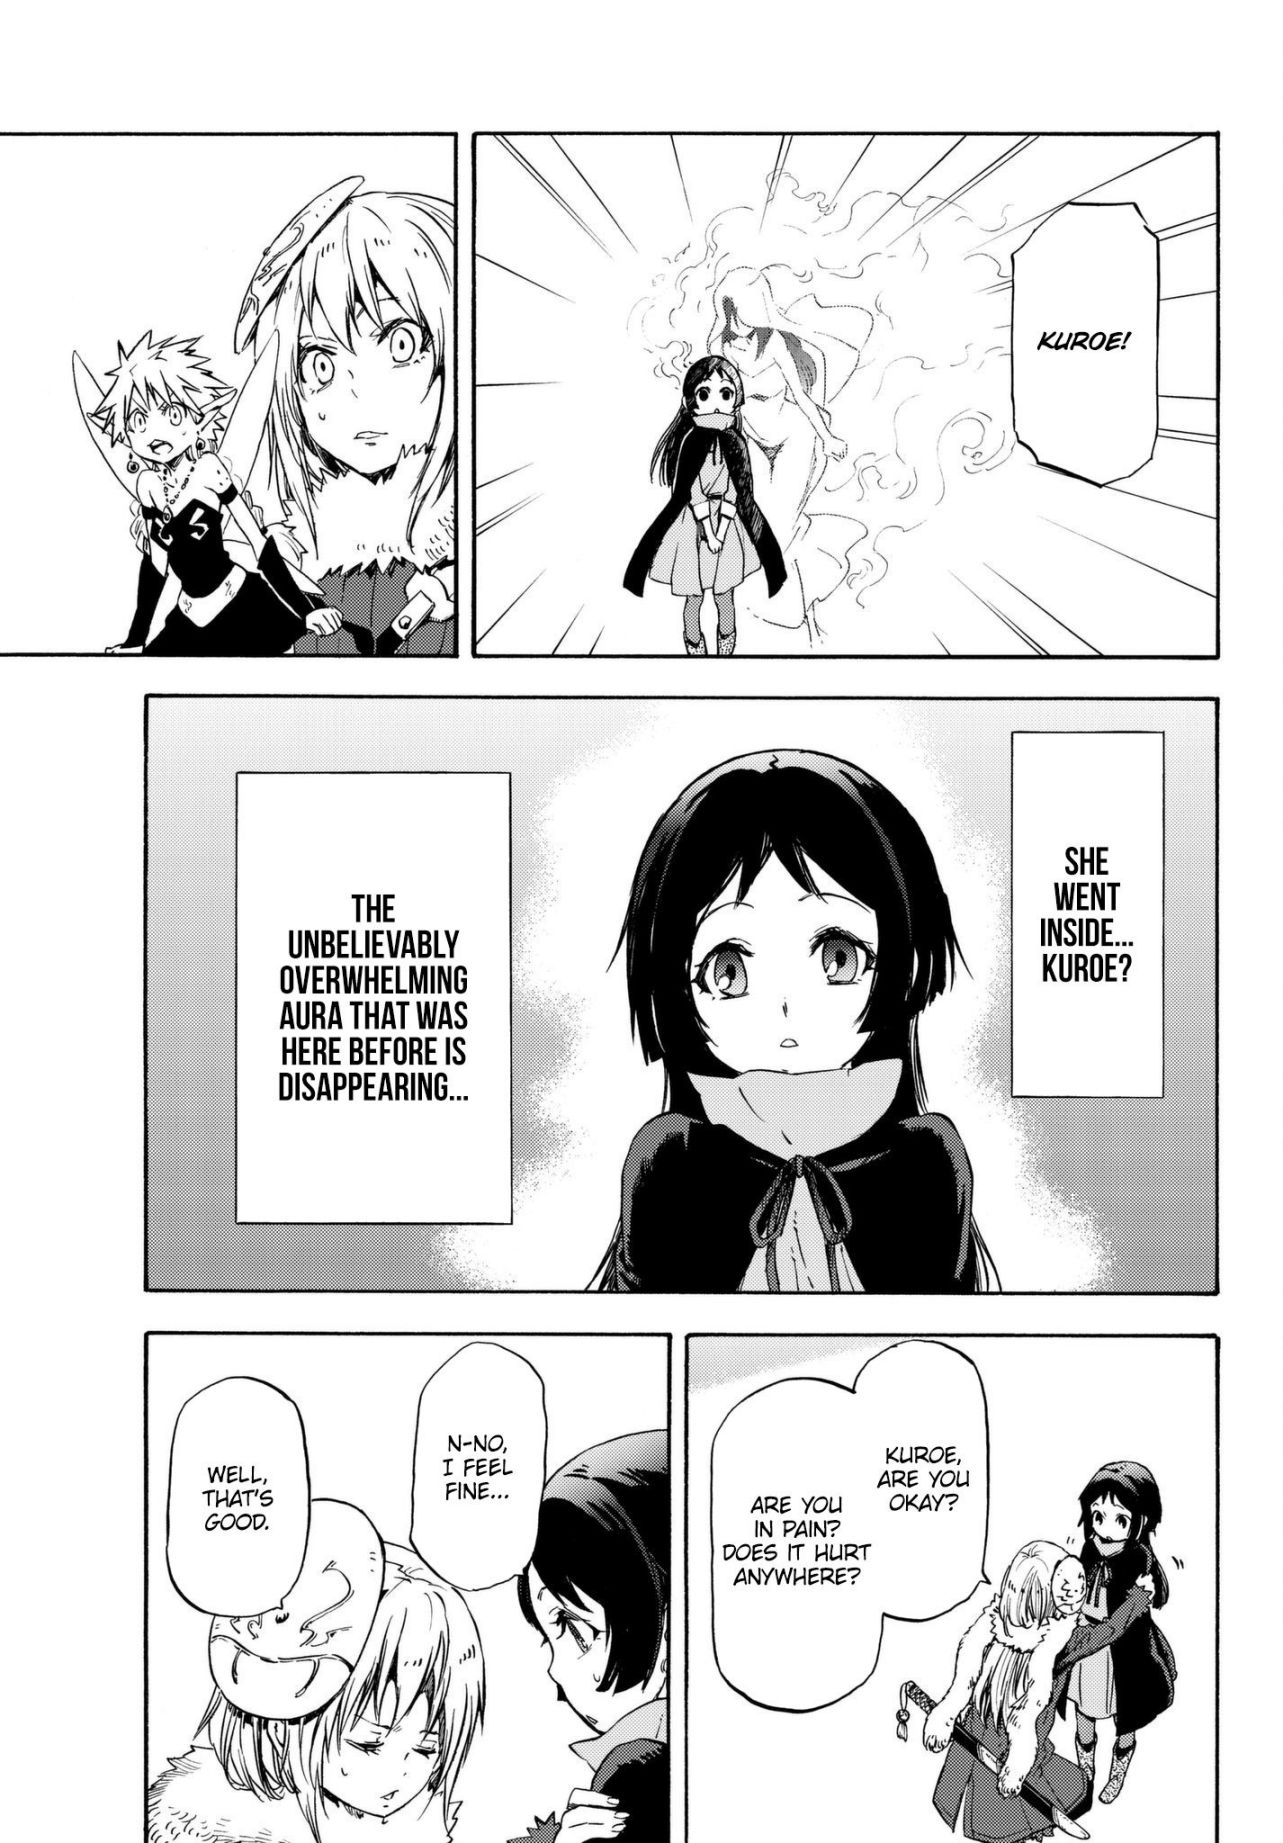 KUROE!
SHE
WENT
INSIDE...
KUROE?
THE
UNBELIEVABLY
OVERWHELMING
AURA THAT WAS
HERE BEFORE IS
DISAPPEARING...
KUROE,
ARE YOU
OKAY?
ARE YOU
IN PAIN?
DOES IT HURT
ANYWHERE?
N-NO,
I FEEL
FINE...
WELL,
THAT'S
GOOD.